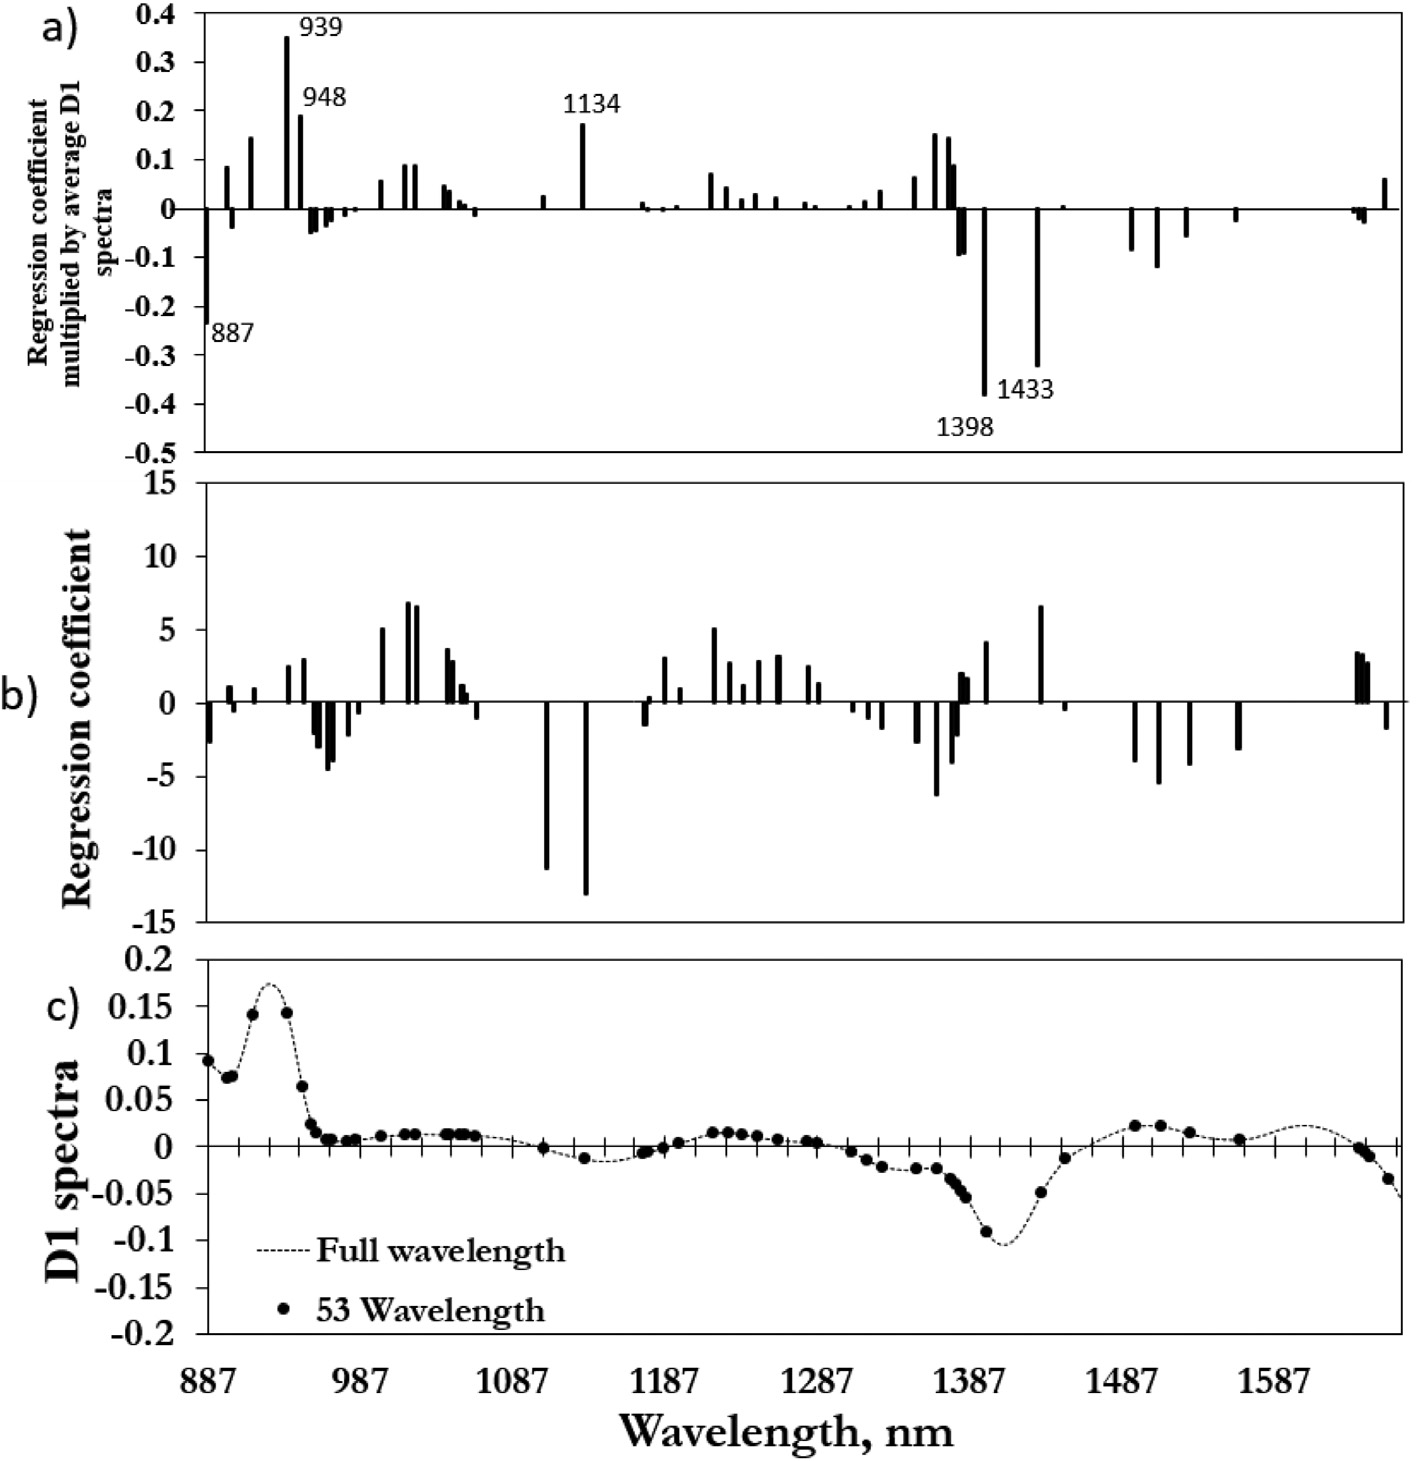 a)
Regression coefficient
multiplied by average D1
spectra
0.4
0.3
0.2
0.1
0
-0.1
-0.2
-0.3
-0.4
-0.5
939
948
1134
887
1433
1398
b)
Regression coefficient
15
10
5
0
-5
-10
-15
c)
D1 spectra
0.2
0.15
0.1
0.05
0
-0.05
-0.1
-0.15
-0.2
Full wavelength
53 Wavelength
887 987 1087 1187 1287 1387 1487 1587
Wavelength, nm